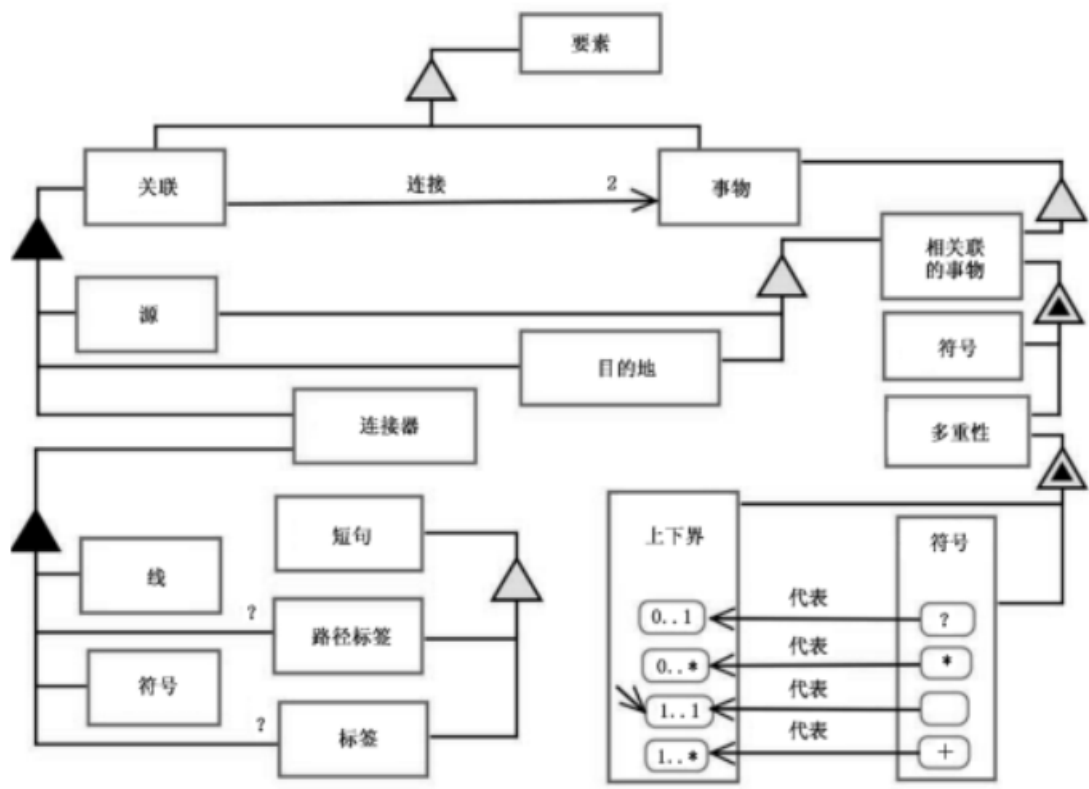 要素
关联
连接
2
事物
相关联
的事物
源
符号
目的地
连接器
多重性
短句
上下界
符号
线
代表
0..1
?
?
路径标签
代表
0..*
*
符号
代表
1..1
?
标签
代表
1..*
+